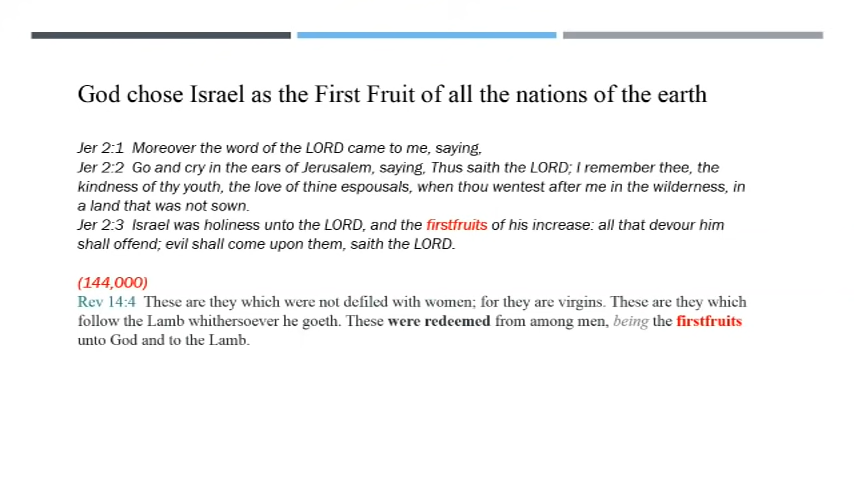 God chose Israel as the First Fruit of all the nations of the earth
Jer 2:1 Moreover the word of the LORD came to me, saying,
Jer 2:2 Go and cry in the ears of Jerusalem, saying, Thus saith the LORD; I remember thee, the
kindness of thy youth, the love of thine espousals, when thou wentest after me in the wilderness, in
a land that was not sown.
Jer 2:3 Israel was holiness unto the LORD, and the firstfruits of his increase: all that devour him
shall offend; evil shall come upon them, saith the LORD.
(144,000)
Rev 14:4 These are they which were not defiled with women; for they are virgins. These are they which
follow the Lamb whithersoever he goeth. These were redeemed from among men, being the firstfruits
unto God and to the Lamb.